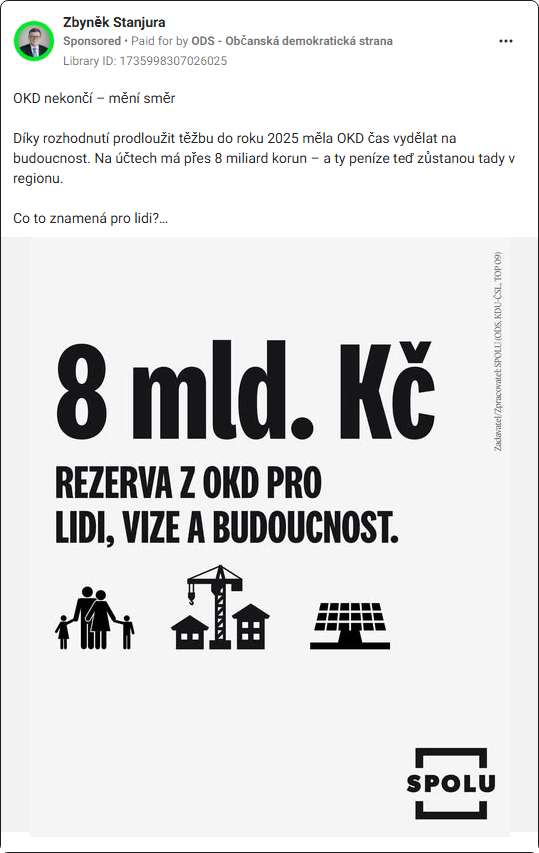 Zbyněk Stanjura
Sponsored • Paid for by ODS - Občanská demokratická strana
Library ID: 1735998307026025
OKD nekončí – mění směr
Díky rozhodnutí prodloužit těžbu do roku 2025 měla OKD čas vydělat na
budoucnost. Na účtech má přes 8 miliard korun – a ty peníze teď zůstanou tady v
regionu.
Co to znamená pro lidi?...
Zadavatel/Zpracovatel: SPOLU (ODS, KDU-ČSL, TOP 09)
8 mld. Kč
REZERVA Z OKD PRO
LIDI, VIZE A BUDOUCNOST.
SPOLU